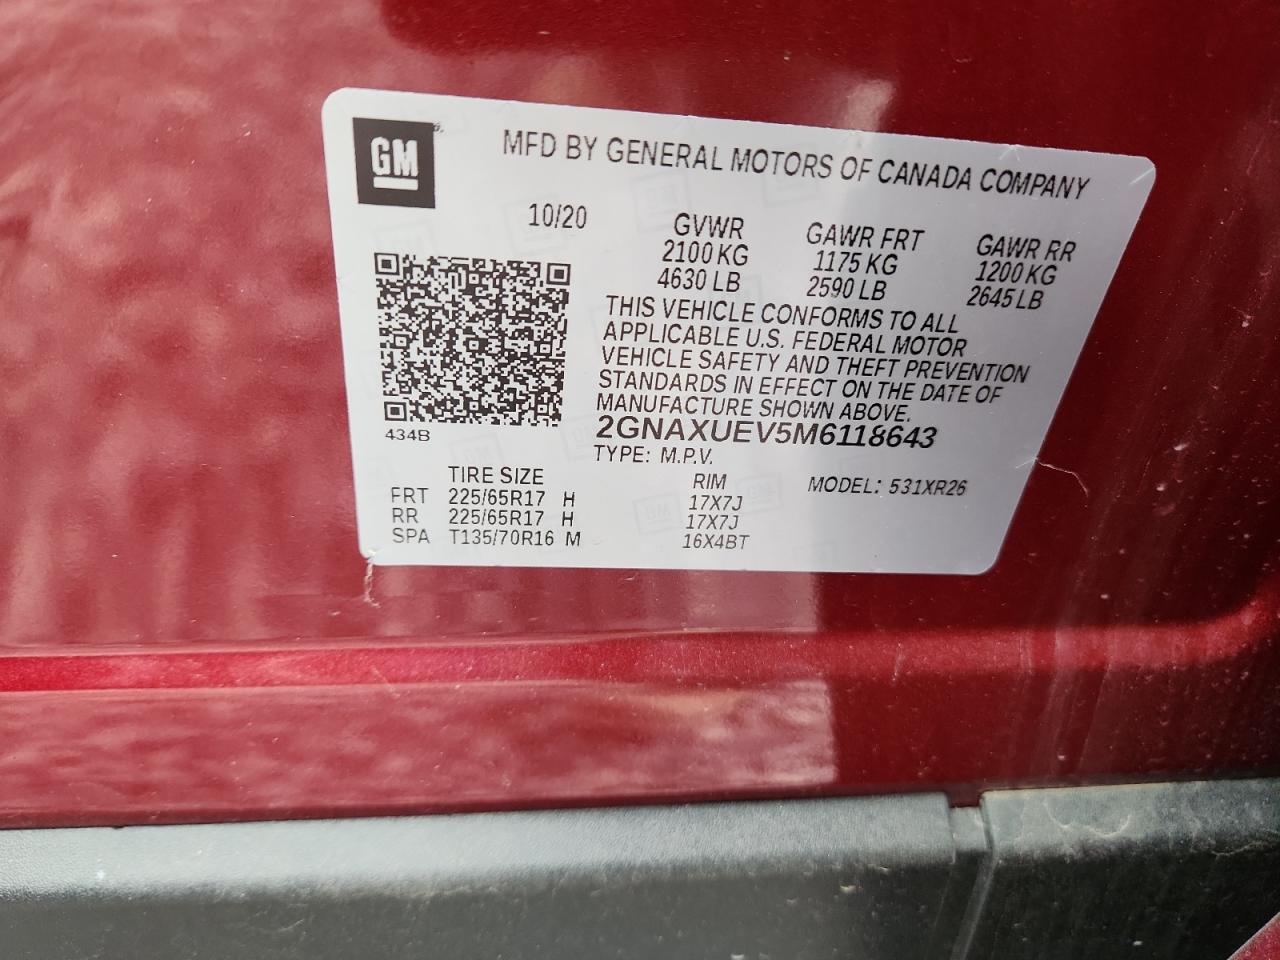 GM
MFD BY GENERAL MOTORS OF CANADA COMPANY
10/20
GVWR
2100 KG
4630 LB
GAWR FRT
1175 KG
2590 LB
GAWR RR
1200 KG
2645 LB
THIS VEHICLE CONFORMS TO ALL
APPLICABLE U.S. FEDERAL MOTOR
VEHICLE SAFETY AND THEFT PREVENTION
STANDARDS IN EFFECT ON THE DATE OF
MANUFACTURE SHOWN ABOVE.
434B
2GNAXUEV5M6118643
TYPE: M.P.V.
MODEL: 531XR26
TIRE SIZE RIM
FRT 225/65R17 H 17X7J
RR 225/65R17 H 17X7J
SPA T135/70R16 M 16X4BT